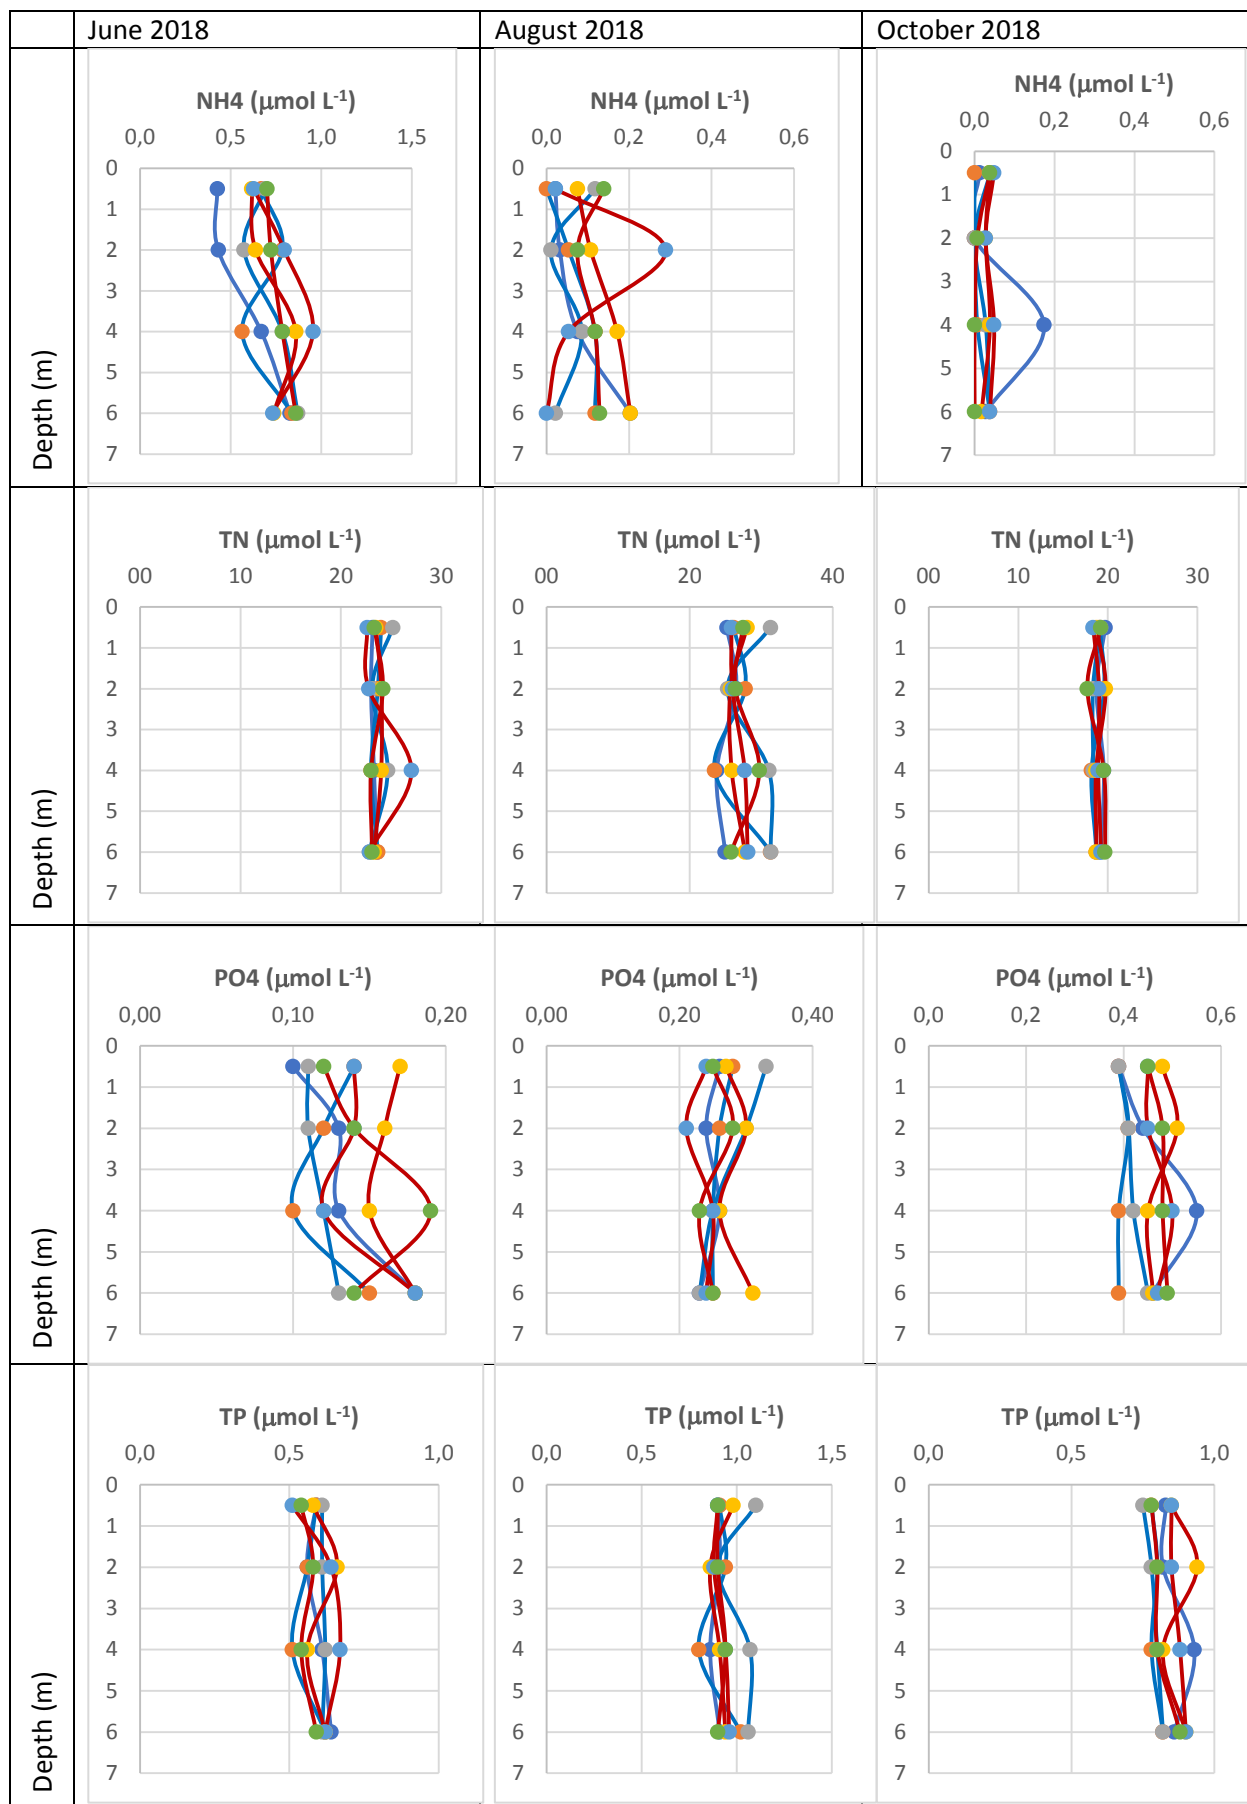 June 2018 August 2018 October 2018
NH4 (μmol L-1) NH4 (μmol L-1) NH4 (μmol L-1)
0,0 0,5 1,0 1,5 0,0 0,2 0,4 0,6 0,0 0,2 0,4 0,6
0 0 0
1 1 1
2 2 2
3 3 3
4 4 4
5 5 5
6 6 6
7 7 7
Depth (m)
TN (μmol L-1) TN (μmol L-1) TN (μmol L-1)
00 10 20 30 00 20 40 00 10 20 30
0 0 0
1 1 1
2 2 2
3 3 3
4 4 4
5 5 5
6 6 6
7 7 7
Depth (m)
PO4 (μmol L-1) PO4 (μmol L-1) PO4 (μmol L-1)
0,00 0,10 0,20 0,00 0,20 0,40 0,0 0,2 0,4 0,6
0 0 0
1 1 1
2 2 2
3 3 3
4 4 4
5 5 5
6 6 6
7 7 7
Depth (m)
TP (μmol L-1) TP (μmol L-1) TP (μmol L-1)
0,0 0,5 1,0 0,0 0,5 1,0 1,5 0,0 0,5 1,0
0 0 0
1 1 1
2 2 2
3 3 3
4 4 4
5 5 5
6 6 6
7 7 7
Depth (m)